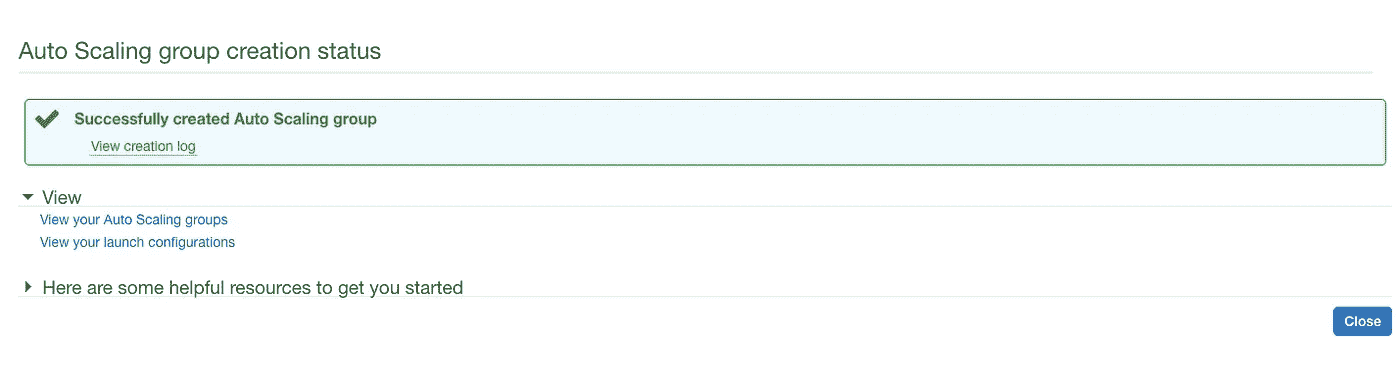 Auto Scaling group creation status
Successfully created Auto Scaling group
View creation log
View
View your Auto Scaling groups
View your launch configurations
Here are some helpful resources to get you started
Close